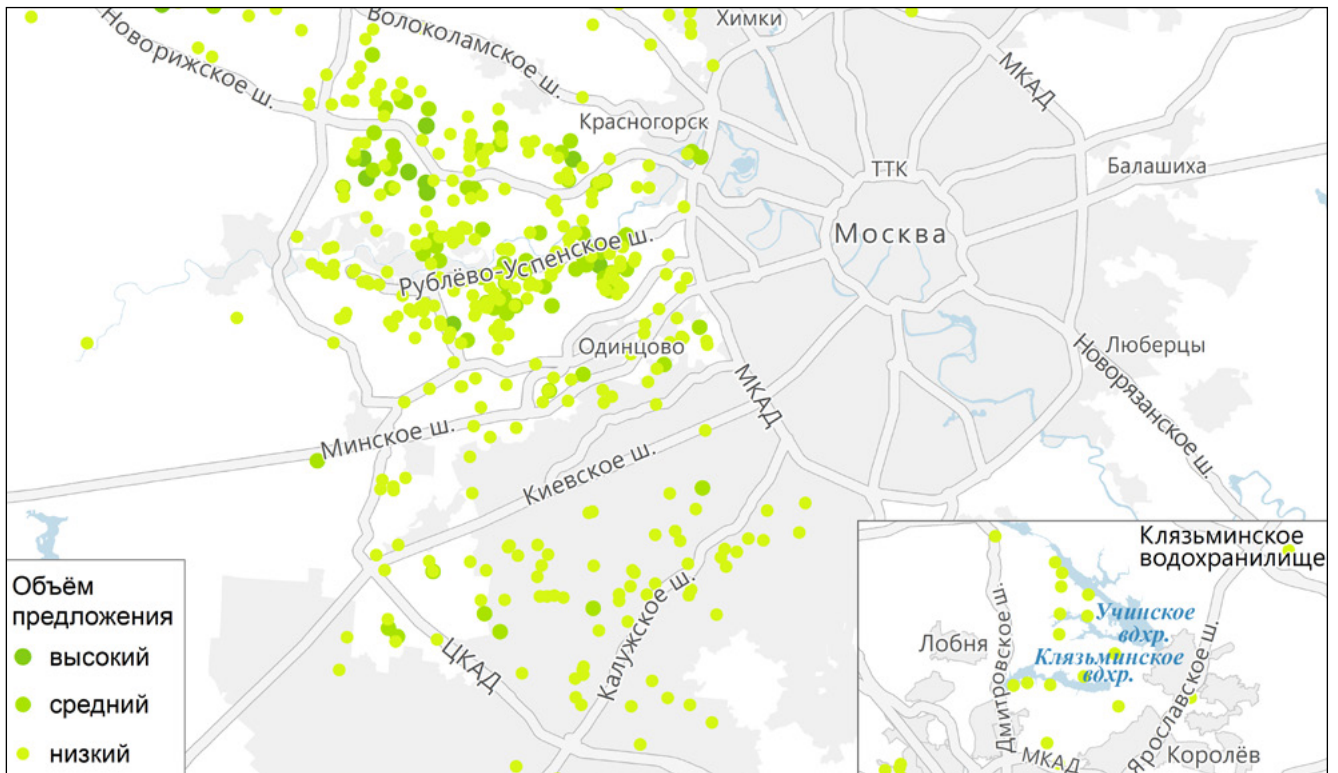 Химки
Волоколамское ш.
Новорижское ш.
МКАД
Красногорск
ТТК
Балашиха
Москва
Рублёво-Успенское ш.
Одинцово
Люберцы
МКАД
Новорязанское ш.
Минское ш.
Киевское ш.
Калужское ш.
ЦКАД
Объём
предложения
высокий
средний
низкий
Клязьминское
водохранилище
Дмитровское ш.
Учинское
вдхр.
Лобня
Клязьминское
вдхр.
Ярославское ш.
МКАД
Королёв